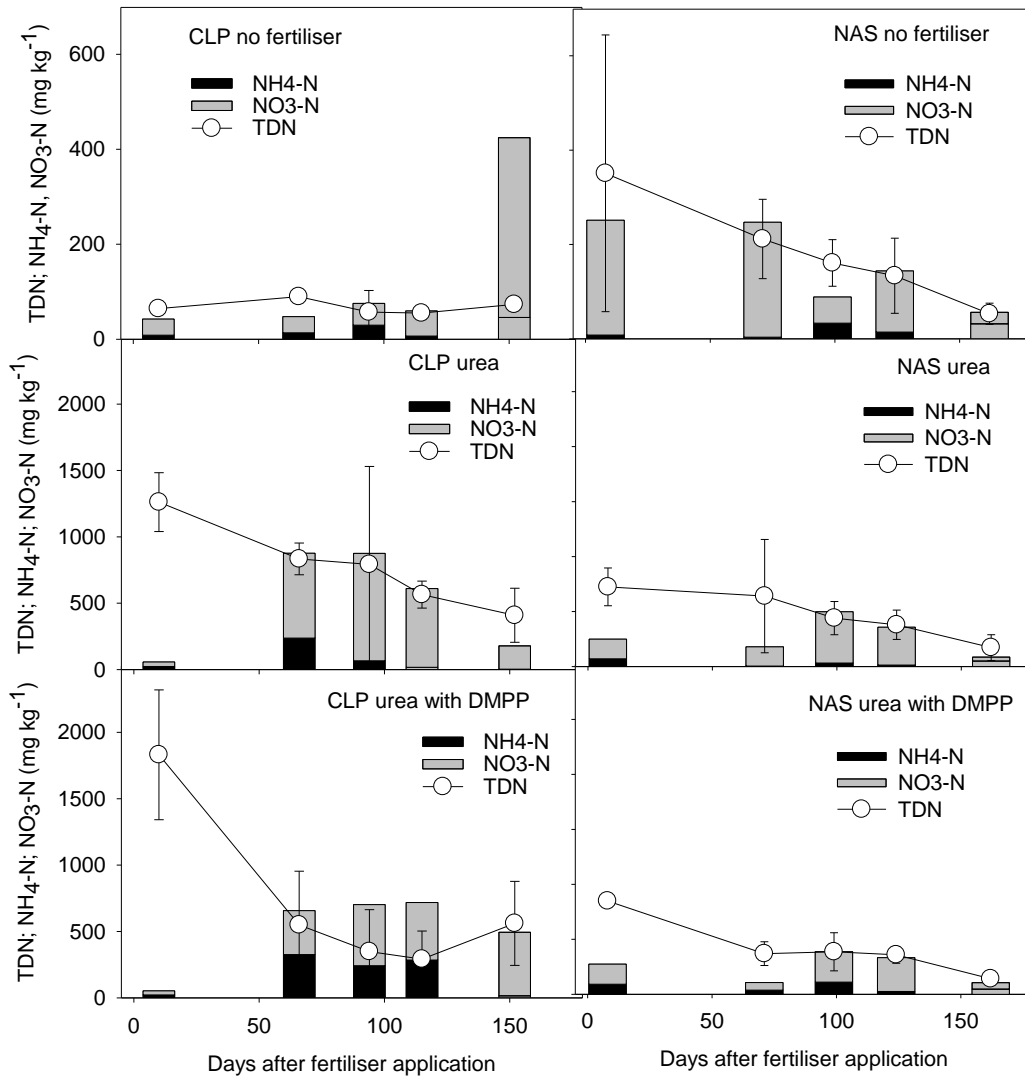 CLP no fertiliser
NH4-N
NO3-N
TDN
NAS no fertiliser
NH4-N
NO3-N
TDN
TDN; NH4-N, NO3-N (mg kg-1)
600
400
200
0
CLP urea
NH4-N
NO3-N
TDN
NAS urea
NH4-N
NO3-N
TDN
TDN; NH4-N; NO3-N (mg kg-1)
2000
1500
1000
500
0
CLP urea with DMPP
NH4-N
NO3-N
TDN
NAS urea with DMPP
NH4-N
NO3-N
TDN
TDN; NH4-N; NO3-N (mg kg-1)
2000
1500
1000
500
0
0 50 100 150
0 50 100 150
Days after fertiliser application
Days after fertiliser application